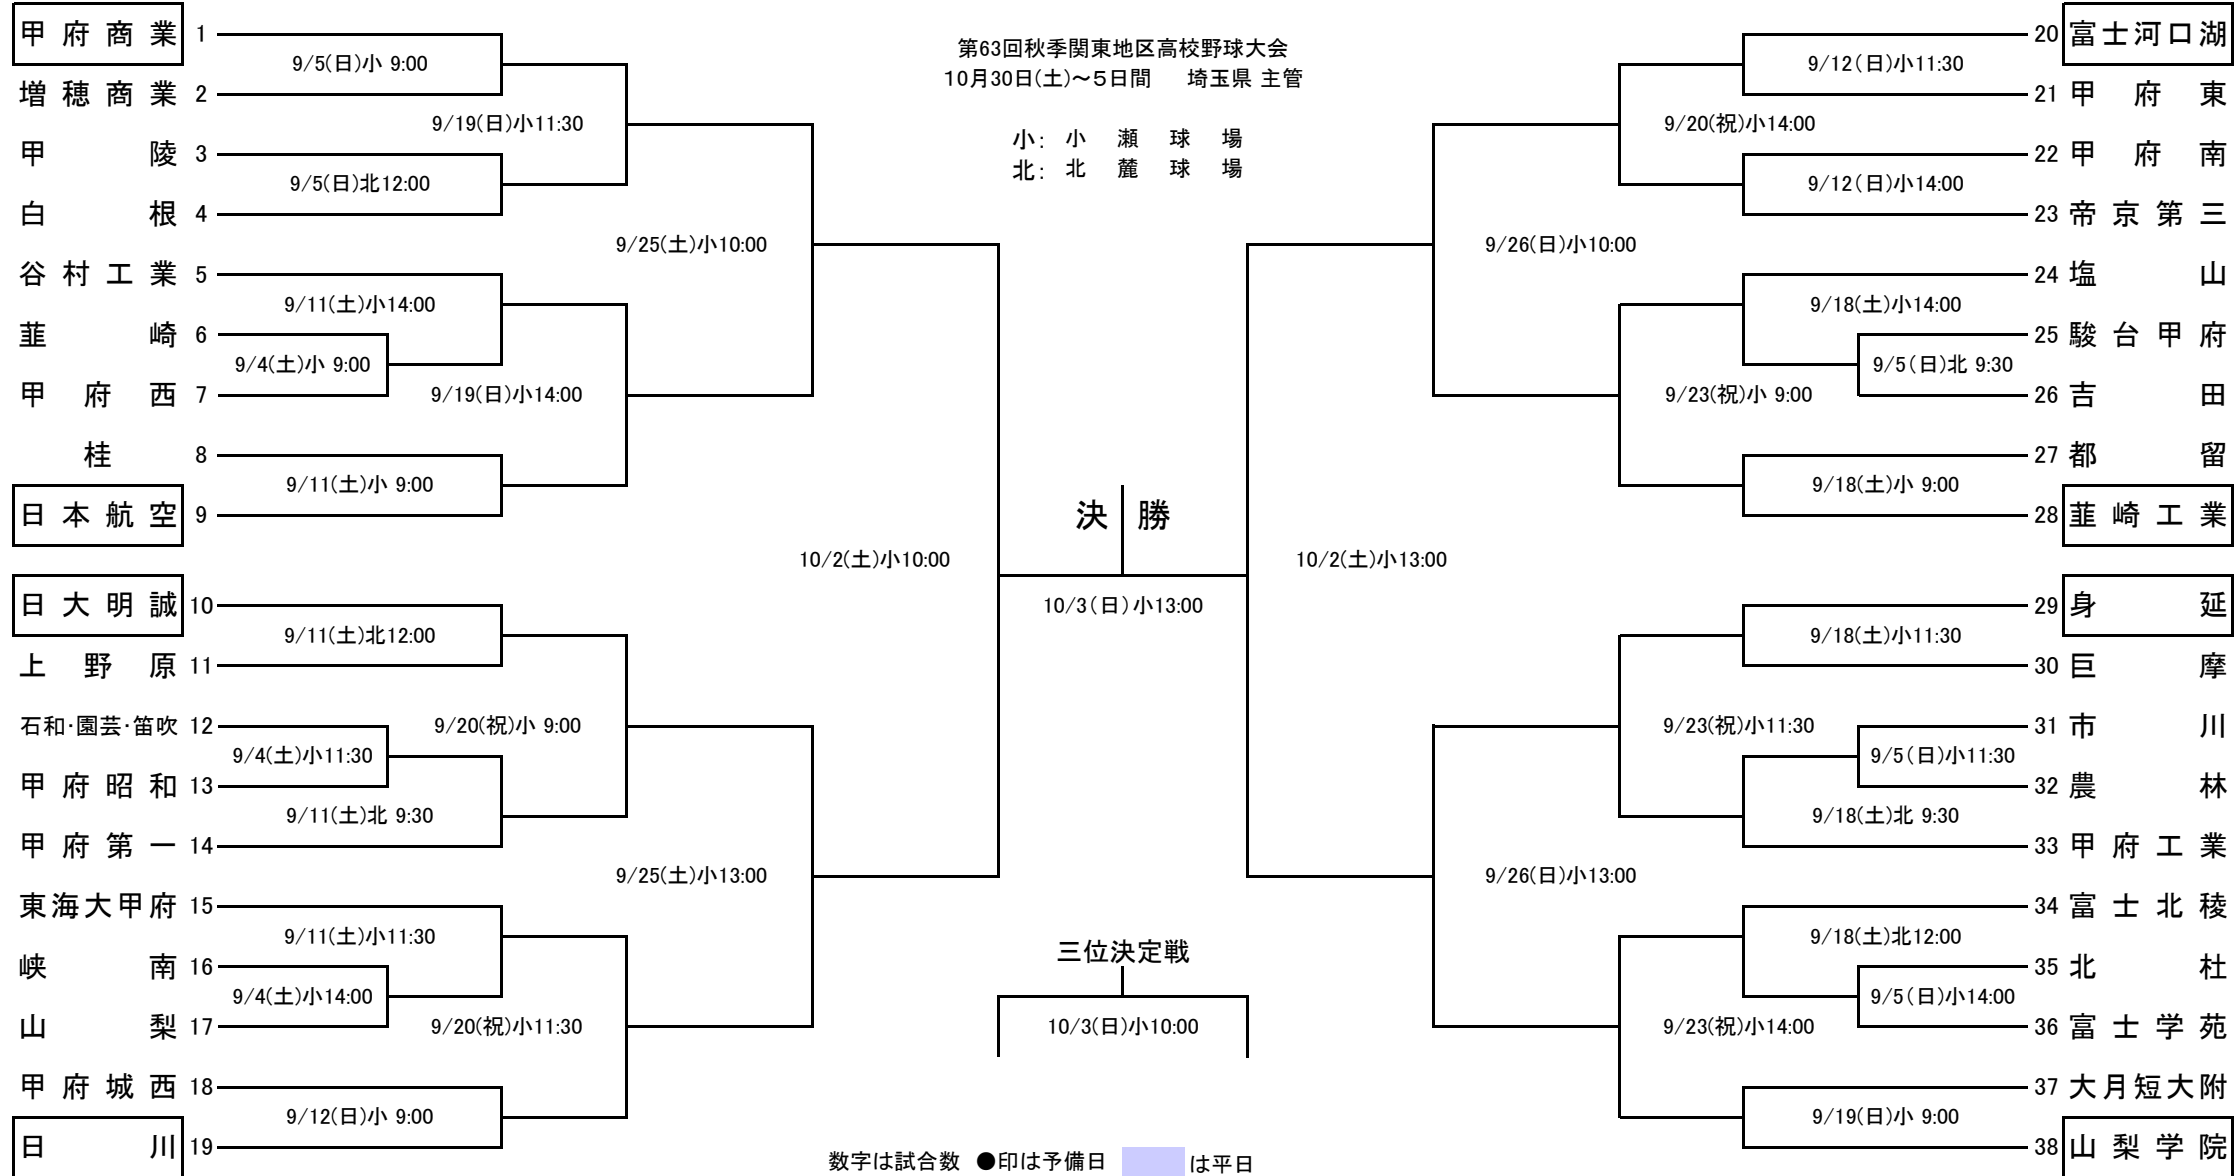 第63回秋季関東地区高校野球大会
10月30日(土)～5日間 埼玉県 主管
小: 小瀬球場
北: 北麓球場
甲府商業 1
9/5(日)小 9:00
増穂商業 2
9/19(日)小11:30
甲陵 3
9/5(日)北12:00
白根 4
9/25(土)小10:00
谷村工業 5
9/11(土)小14:00
韮崎 6
9/4(土)小 9:00
甲府西 7
9/19(日)小14:00
桂 8
9/11(土)小 9:00
日本航空 9
10/2(土)小10:00
日大明誠 10
9/11(土)北12:00
上野原 11
石和･園芸･笛吹 12
9/20(祝)小 9:00
9/4(土)小11:30
甲府昭和 13
9/11(土)北 9:30
甲府第一 14
9/25(土)小13:00
東海大甲府 15
9/11(土)小11:30
峡南 16
9/4(土)小14:00
山梨 17
9/20(祝)小11:30
甲府城西 18
9/12(日)小 9:00
日川 19
決勝
10/3(日)小13:00
三位決定戦
10/3(日)小10:00
20 富士河口湖
9/12(日)小11:30
21 甲府東
9/20(祝)小14:00
22 甲府南
9/12(日)小14:00
23 帝京第三
9/26(日)小10:00
24 塩山
9/18(土)小14:00
25 駿台甲府
9/5(日)北 9:30
26 吉田
9/23(祝)小 9:00
27 都留
9/18(土)小 9:00
28 韮崎工業
10/2(土)小13:00
29 身延
9/18(土)小11:30
30 巨摩
9/23(祝)小11:30
31 市川
9/5(日)小11:30
32 農林
9/18(土)北 9:30
33 甲府工業
9/26(日)小13:00
34 富士北稜
9/18(土)北12:00
35 北杜
9/5(日)小14:00
36 富士学苑
9/23(祝)小14:00
37 大月短大附
9/19(日)小 9:00
38 山梨学院
数字は試合数 ●印は予備日 は平日